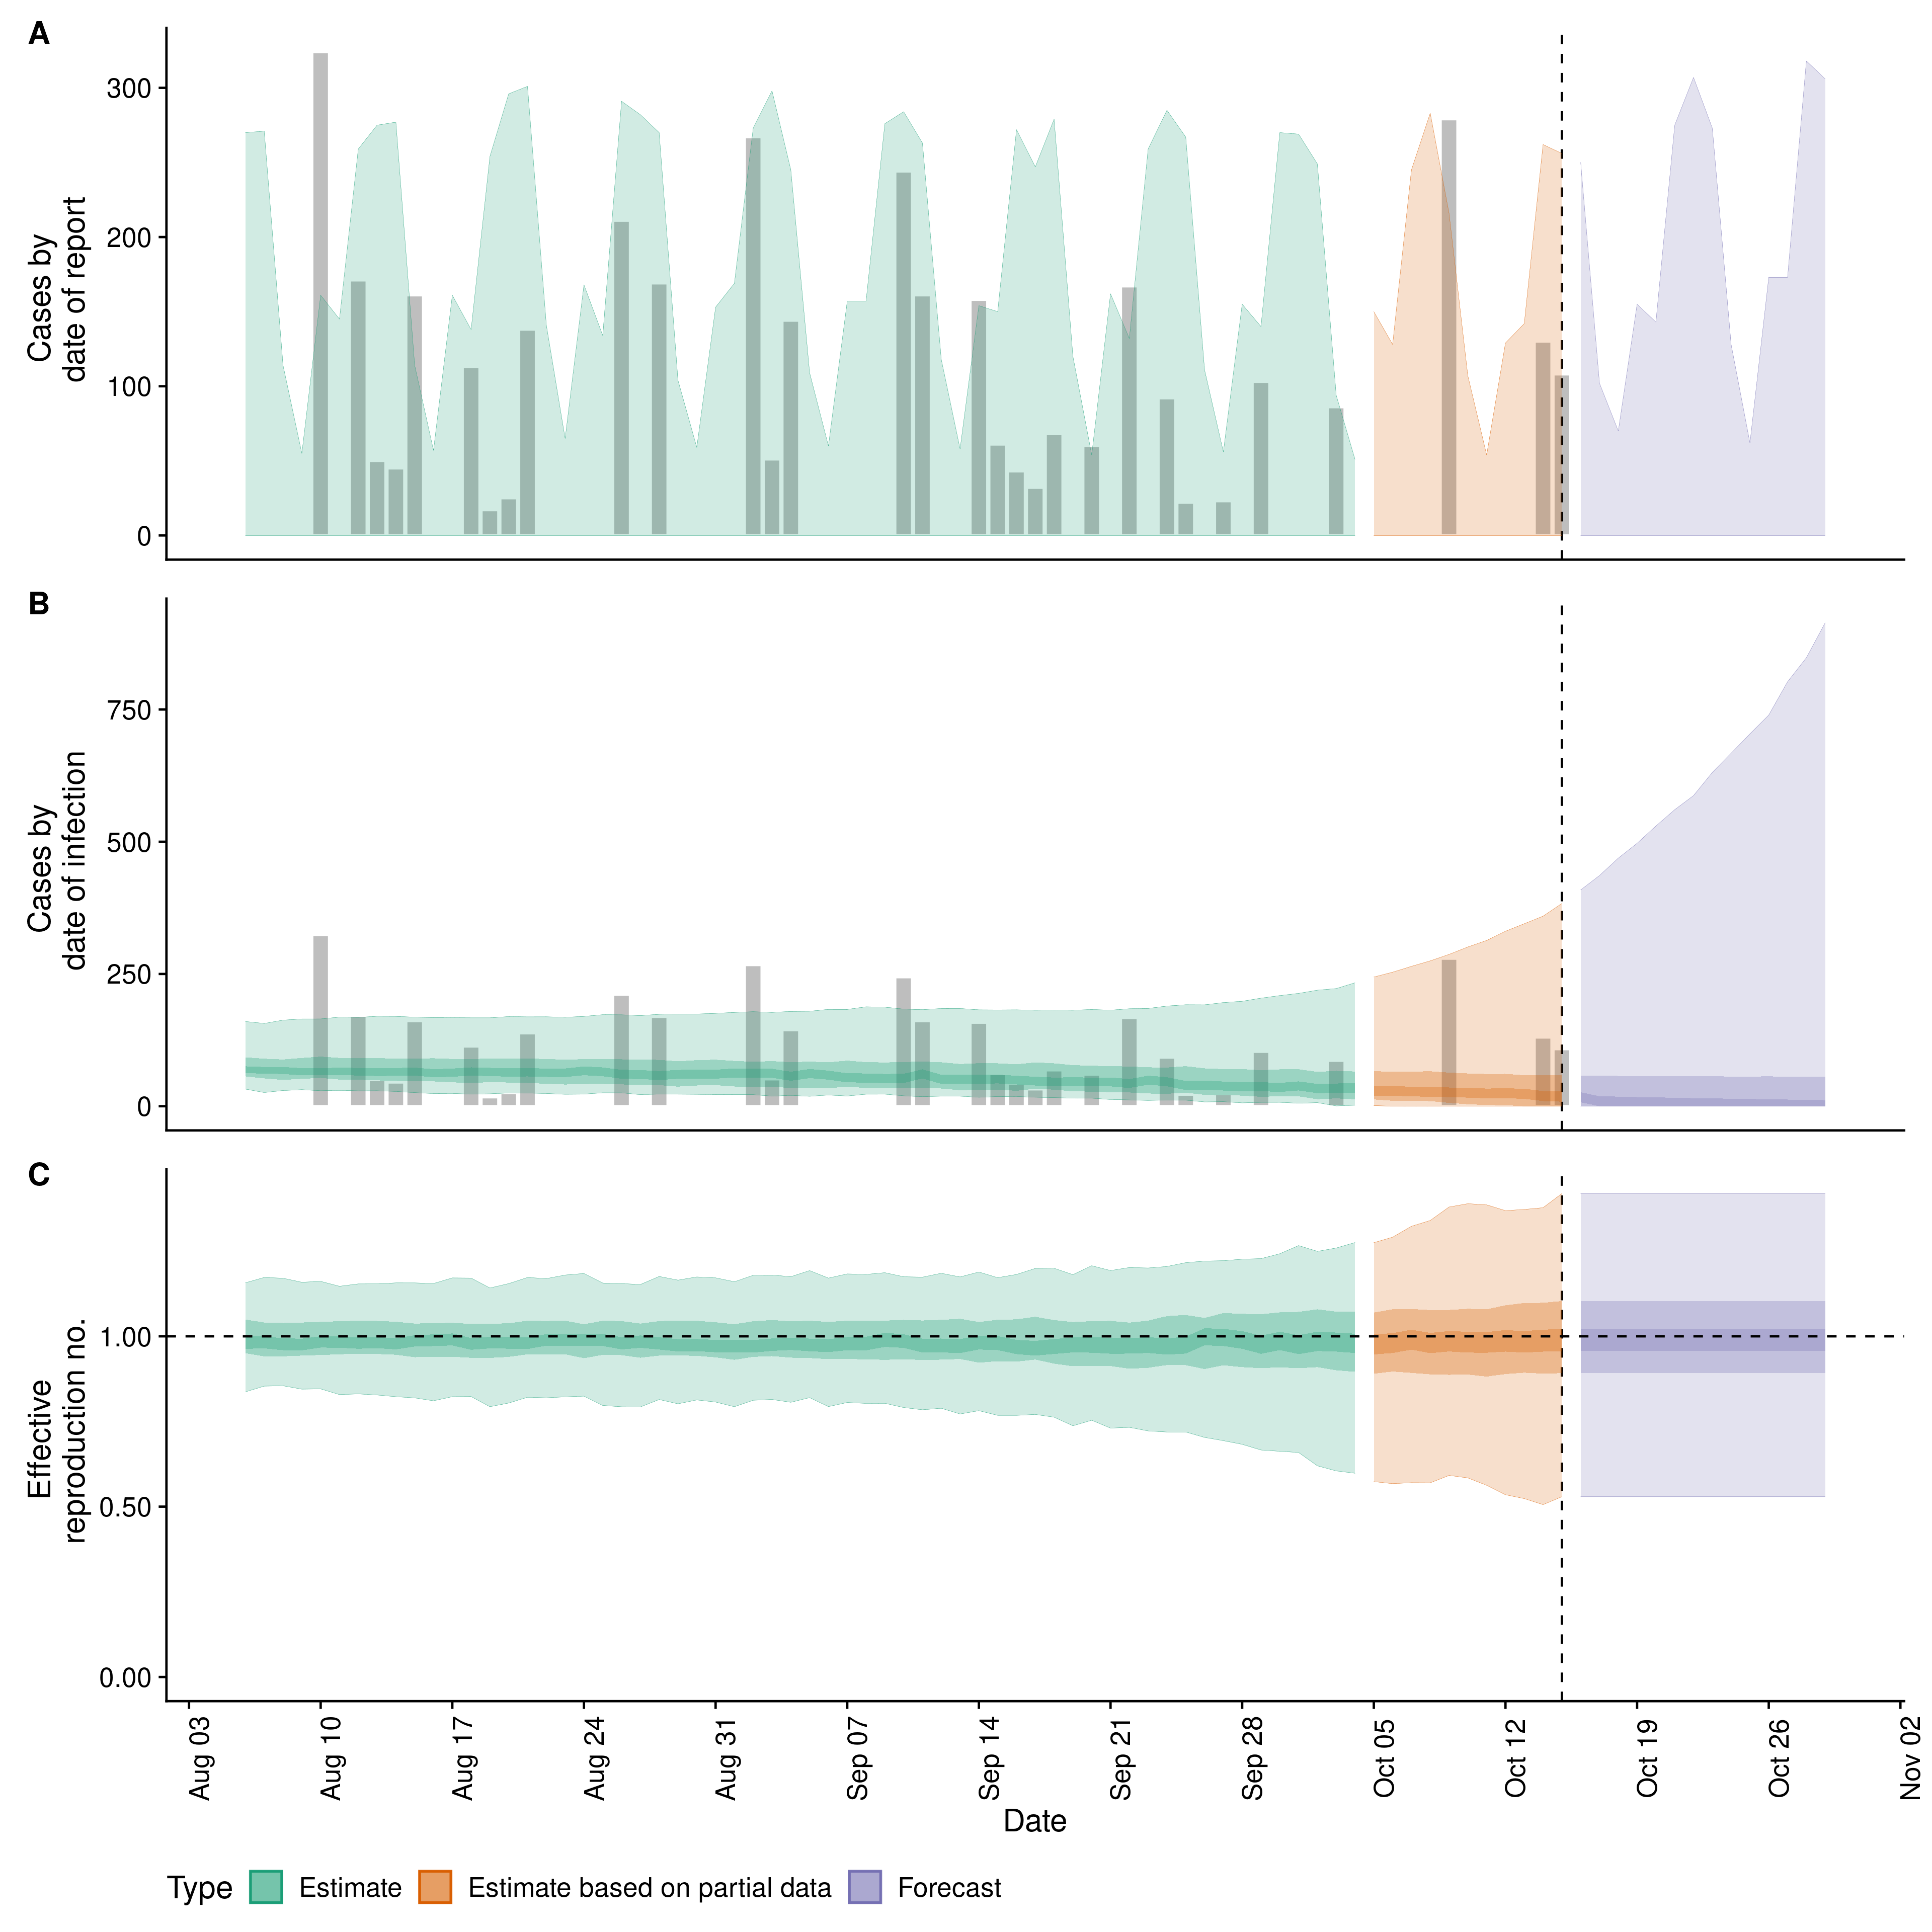 A
300
200
100
0
Cases by
date of report
B
750
500
250
0
Cases by
date of infection
C
1.00
0.50
0.00
Effective
reproduction no.
Aug 03
Aug 10
Aug 17
Aug 24
Aug 31
Sep 07
Sep 14
Sep 21
Sep 28
Oct 05
Oct 12
Oct 19
Oct 26
Nov 02
Date
Type Estimate Estimate based on partial data Forecast